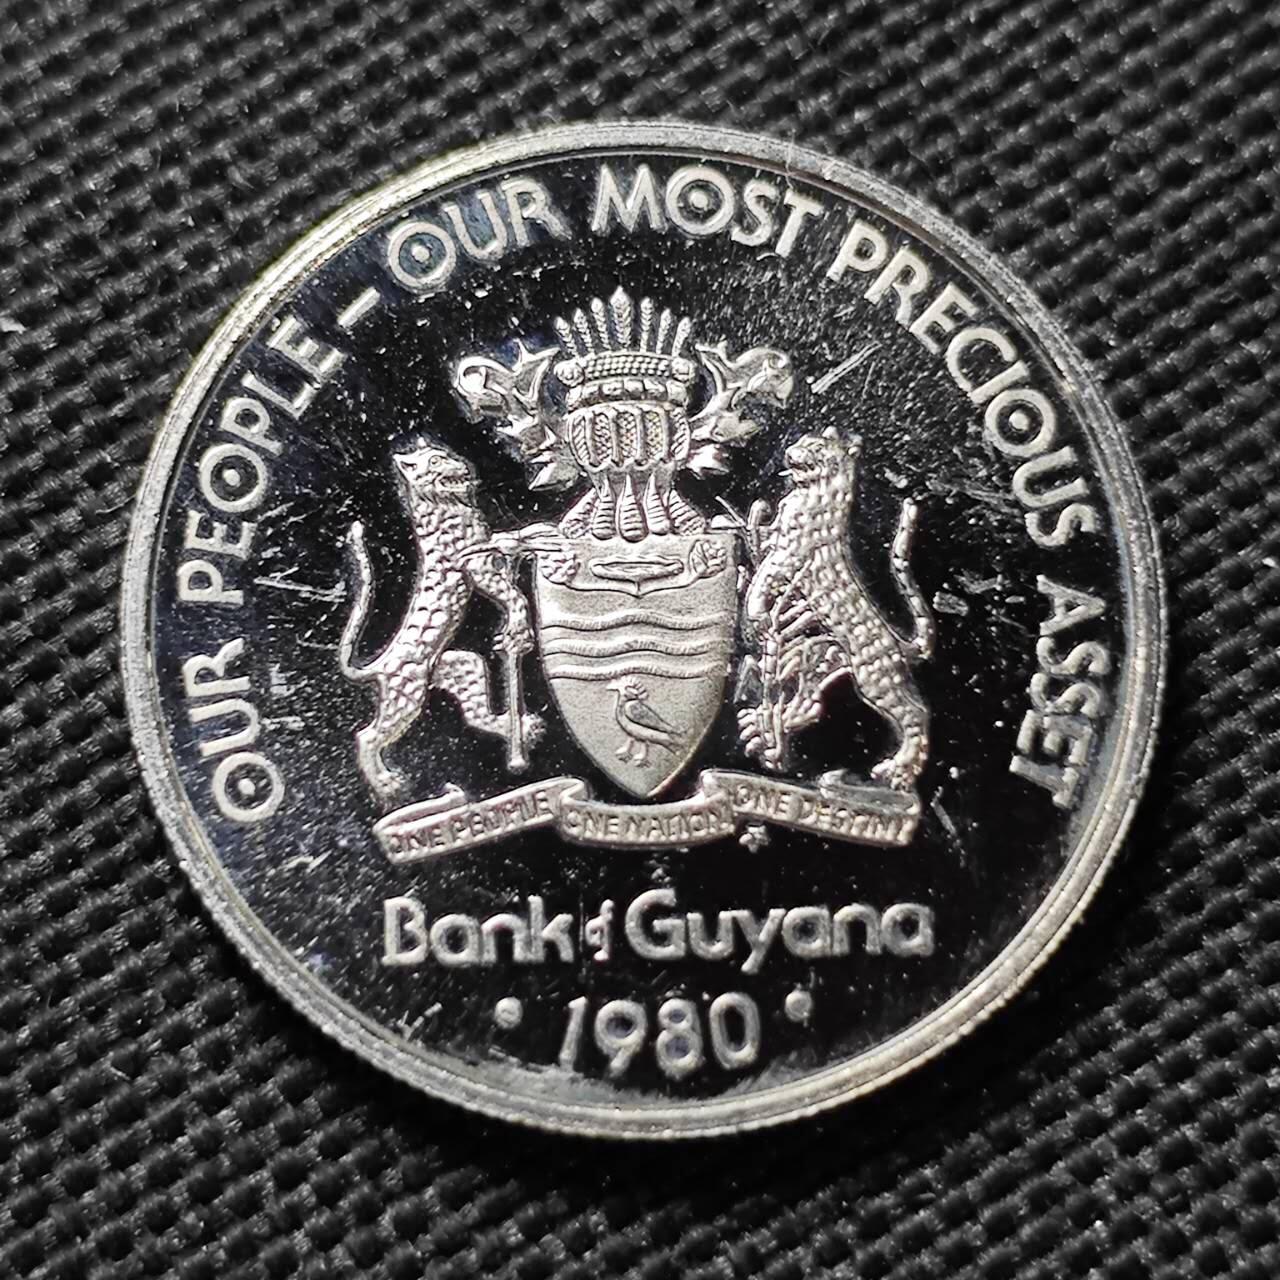 OUR PEOPLE – OUR MOST PRECIOUS ASSET
ONE PEOPLE ONE NATION ONE DESTINY
Bank of Guyana
• 1980 •